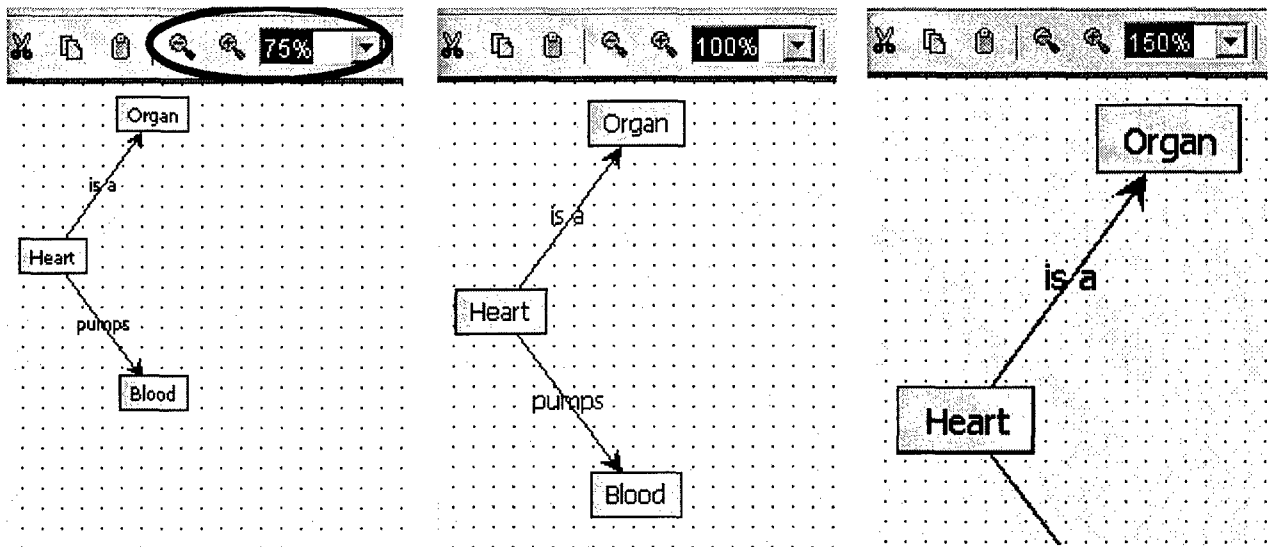 75%
Organ
is a
Heart
pumps
Blood
100%
Organ
is a
Heart
pumps
Blood
150%
Organ
is a
Heart